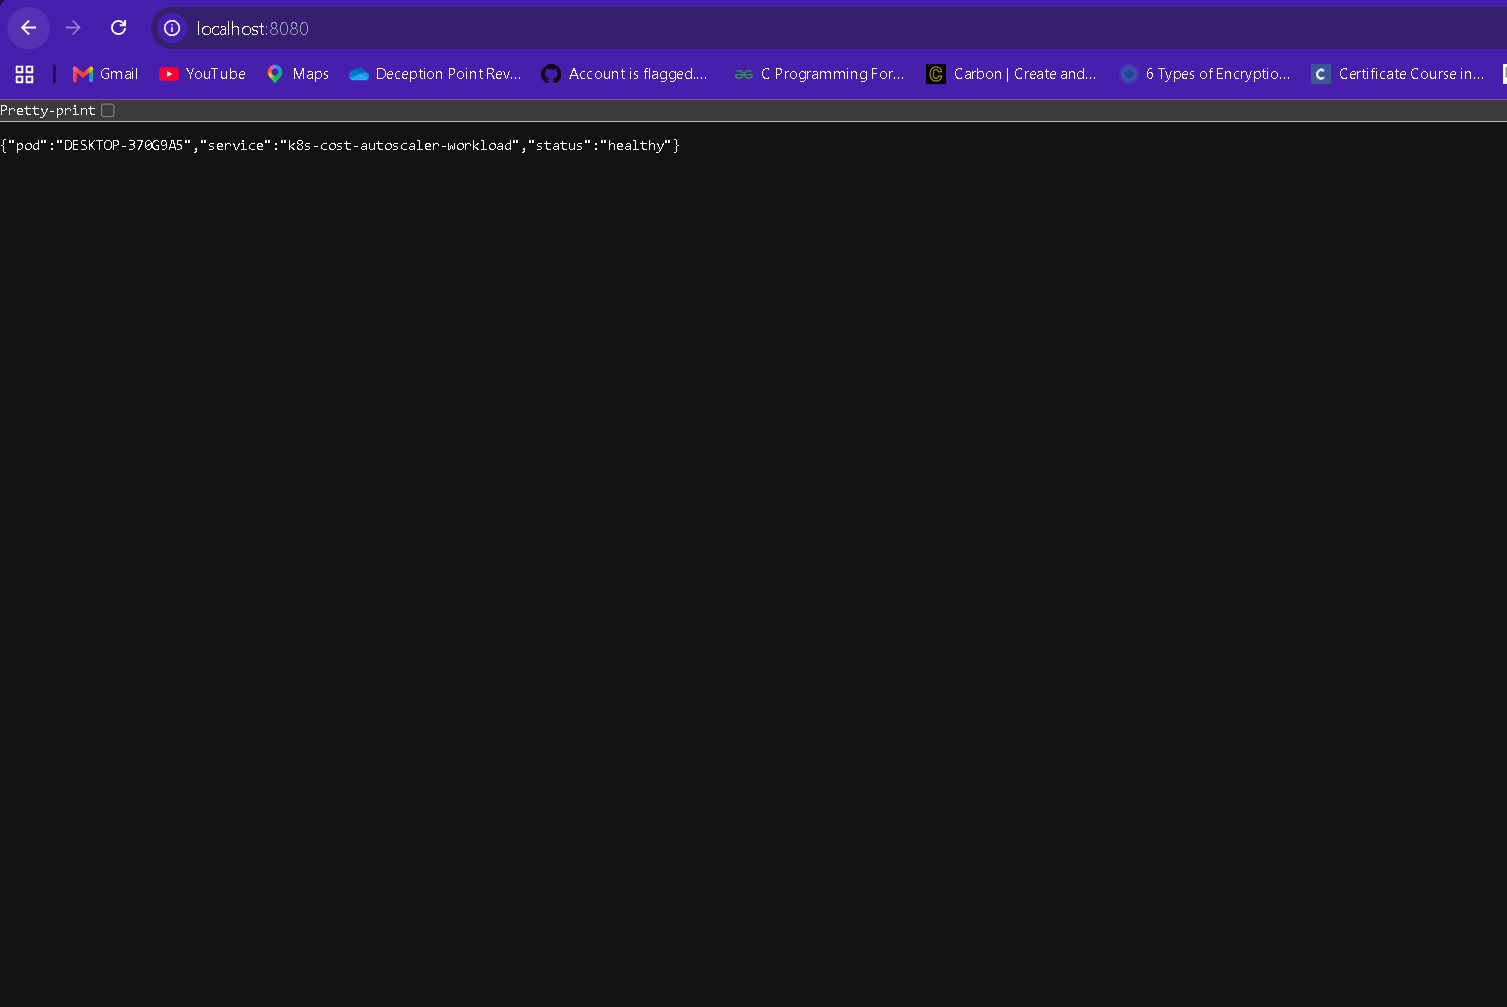 localhost:8080
Gmail YouTube Maps Deception Point Rev... Account is flagged.... C Programming For... Carbon | Create and... 6 Types of Encryptio... Certificate Course in...
Pretty-print
{"pod":"DESKTOP-370G9A5","service":"k8s-cost-autoscaler-workload","status":"healthy"}